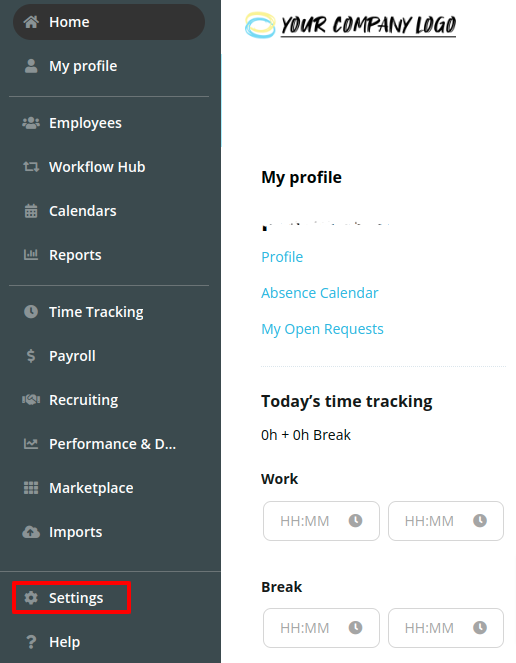 Home
My profile
Employees
Workflow Hub
Calendars
Reports
Time Tracking
Payroll
Recruiting
Performance & D...
Marketplace
Imports
Settings
Help
YOUR COMPANY LOGO
My profile
Profile
Absence Calendar
My Open Requests
Today’s time tracking
0h + 0h Break
Work
HH:MM HH:MM
Break
HH:MM HH:MM